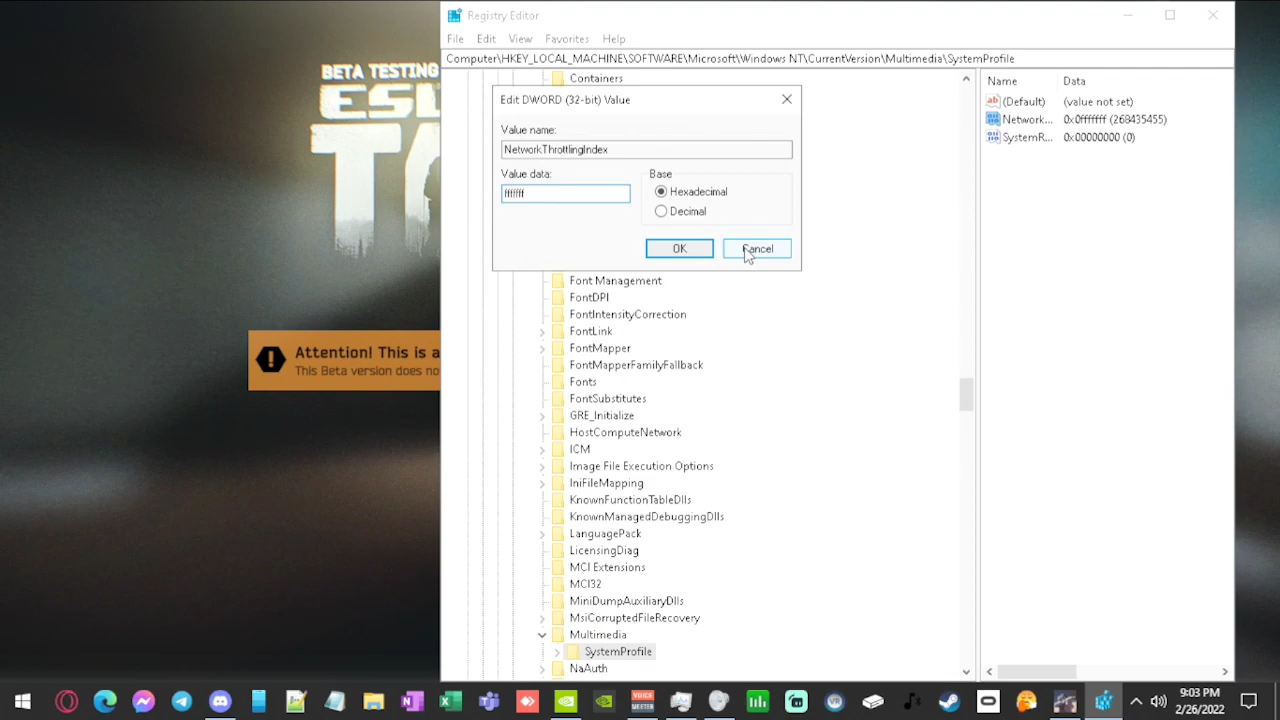 Registry Editor
File Edit View Favorites Help
Computer\HKEY_LOCAL_MACHINE\SOFTWARE\Microsoft\Windows NT\CurrentVersion\Multimedia\SystemProfile
BETA TESTING
Containers
Edit DWORD (32-bit) Value
Value name:
NetworkThrottlingIndex
Value data:
fffffff
Base
Hexadecimal
Decimal
OK
Cancel
Name Data
(Default) (value not set)
Network... 0x0fffffff (268435455)
SystemR... 0x00000000 (0)
Font Management
FontDPI
FontIntensityCorrection
FontLink
FontMapper
FontMapperFamilyFallback
Fonts
FontSubstitutes
GRE_Initialize
HostComputeNetwork
ICM
Image File Execution Options
IniFileMapping
KnownFunctionTableDlls
KnownManagedDebuggingDlls
LanguagePack
LicensingDiag
MCI Extensions
MCI32
MiniDumpAuxiliaryDlls
MsiCorruptedFileRecovery
Multimedia
SystemProfile
NaAuth
Attention! This is a
This Beta version does no
VOICE
MEETER
9:03 PM
2/26/2022